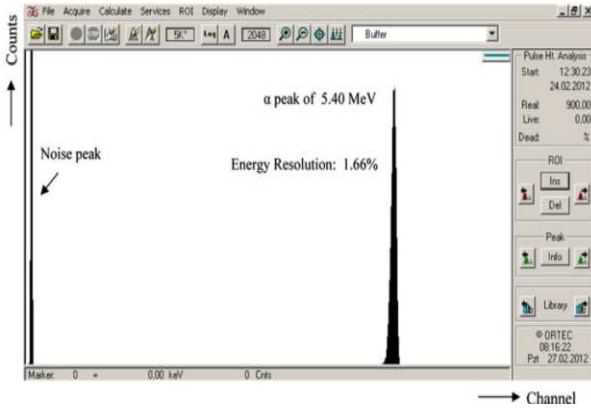 Counts
File Acquire Calculate Services ROI Display Window
5K" Log A 2048 Buffer
Pulse Ht. Analysis
Start: 12:30:23
24.02.2012
Real: 900,00
Live: 0,00
Dead: %
ROI
Ins
Del
Peak
Info
Library
© ORTEC
08:16:22
Pzt 27.02.2012
α peak of 5.40 MeV
Noise peak
Energy Resolution: 1.66%
Marker: 0 = 0.00 keV 0 Cnts
Channel